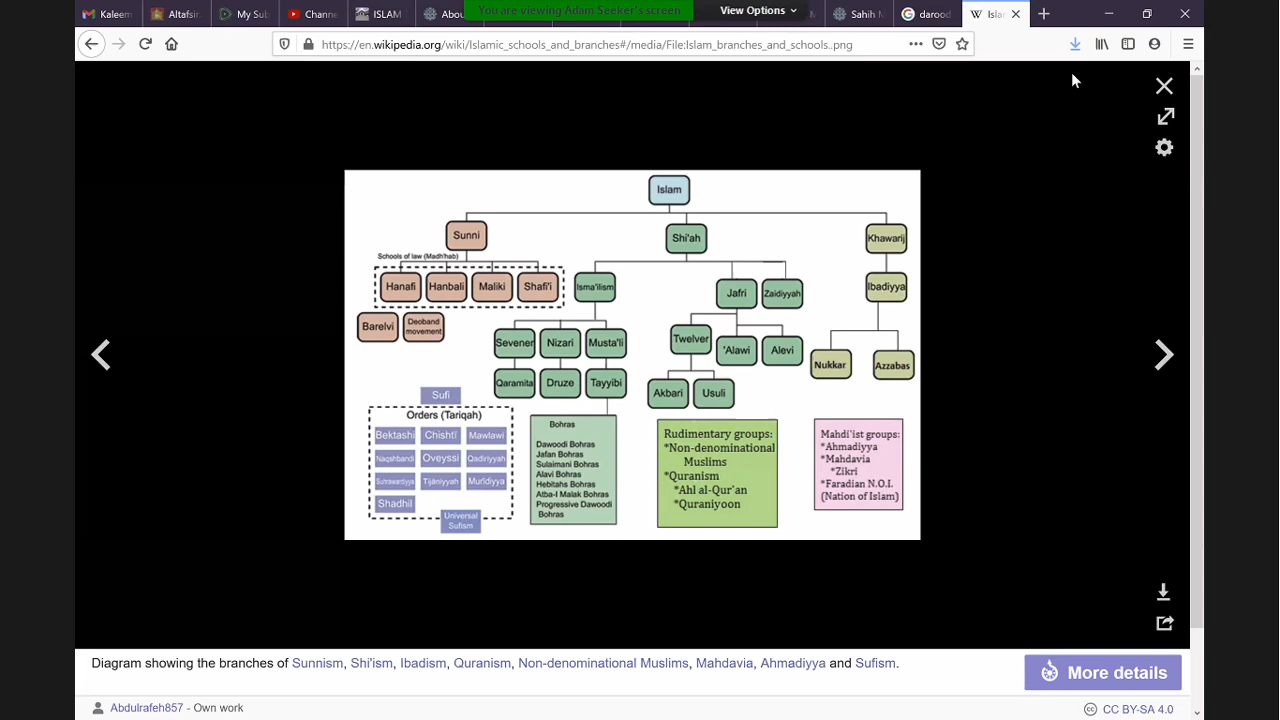 Kaleem
Altafsir.
My Sub
Channe
ISLAM
Abou
You are viewing Adam Seeker's screen
View Options
Sahih M
darood
Isla
https://en.wikipedia.org/wiki/Islamic_schools_and_branches#/media/File:Islam_branches_and_schools..png
Islam
Sunni
Shi'ah
Khawarij
Schools of law (Madh'hab)
Hanafi
Hanbali
Maliki
Shafi'i
Isma'ilism
Jafri
Zaidiyyah
Ibadiyya
Barelvi
Deoband
movement
Sevener
Nizari
Musta'li
Twelver
'Alawi
Alevi
Nukkar
Azzabas
Qaramita
Druze
Tayyibi
Akbari
Usuli
Sufi
Orders (Tariqah)
Bektashi
Chishtî
Mawlawi
Naqshbandi
Oveyssi
Qadiriyyah
Suhrawardiyya
Tijāniyyah
Murīdiyya
Shadhil
Universal
Sufism
Bohras
Dawoodi Bohras
Jafari Bohras
Sulaimani Bohras
Alavi Bohras
Hebtiahs Bohras
Atba-I Malak Bohras
Progressive Dawoodi
Bohras
Rudimentary groups:
*Non-denominational
Muslims
*Quranism
*Ahl al-Qur'an
*Quraniyoon
Mahdi'ist groups:
*Ahmadiyya
*Mahdavia
*Zikri
*Faradian N.O.I.
(Nation of Islam)
Diagram showing the branches of Sunnism, Shi'ism, Ibadism, Quranism, Non-denominational Muslims, Mahdavia, Ahmadiyya and Sufism.
More details
Abdulrafeh857 - Own work
CC BY-SA 4.0